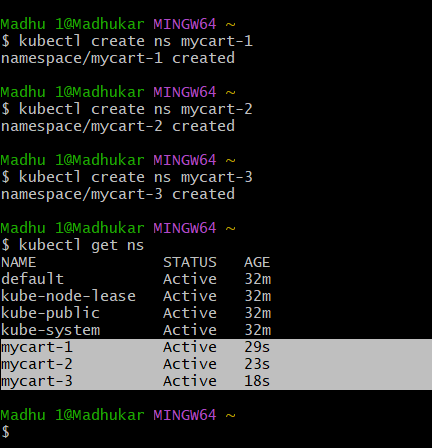 Madhu 1@Madhukar MINGW64 ~
$ kubectl create ns mycart-1
namespace/mycart-1 created
Madhu 1@Madhukar MINGW64 ~
$ kubectl create ns mycart-2
namespace/mycart-2 created
Madhu 1@Madhukar MINGW64 ~
$ kubectl create ns mycart-3
namespace/mycart-3 created
Madhu 1@Madhukar MINGW64 ~
$ kubectl get ns
NAME STATUS AGE
default Active 32m
kube-node-lease Active 32m
kube-public Active 32m
kube-system Active 32m
mycart-1 Active 29s
mycart-2 Active 23s
mycart-3 Active 18s
Madhu 1@Madhukar MINGW64 ~
$